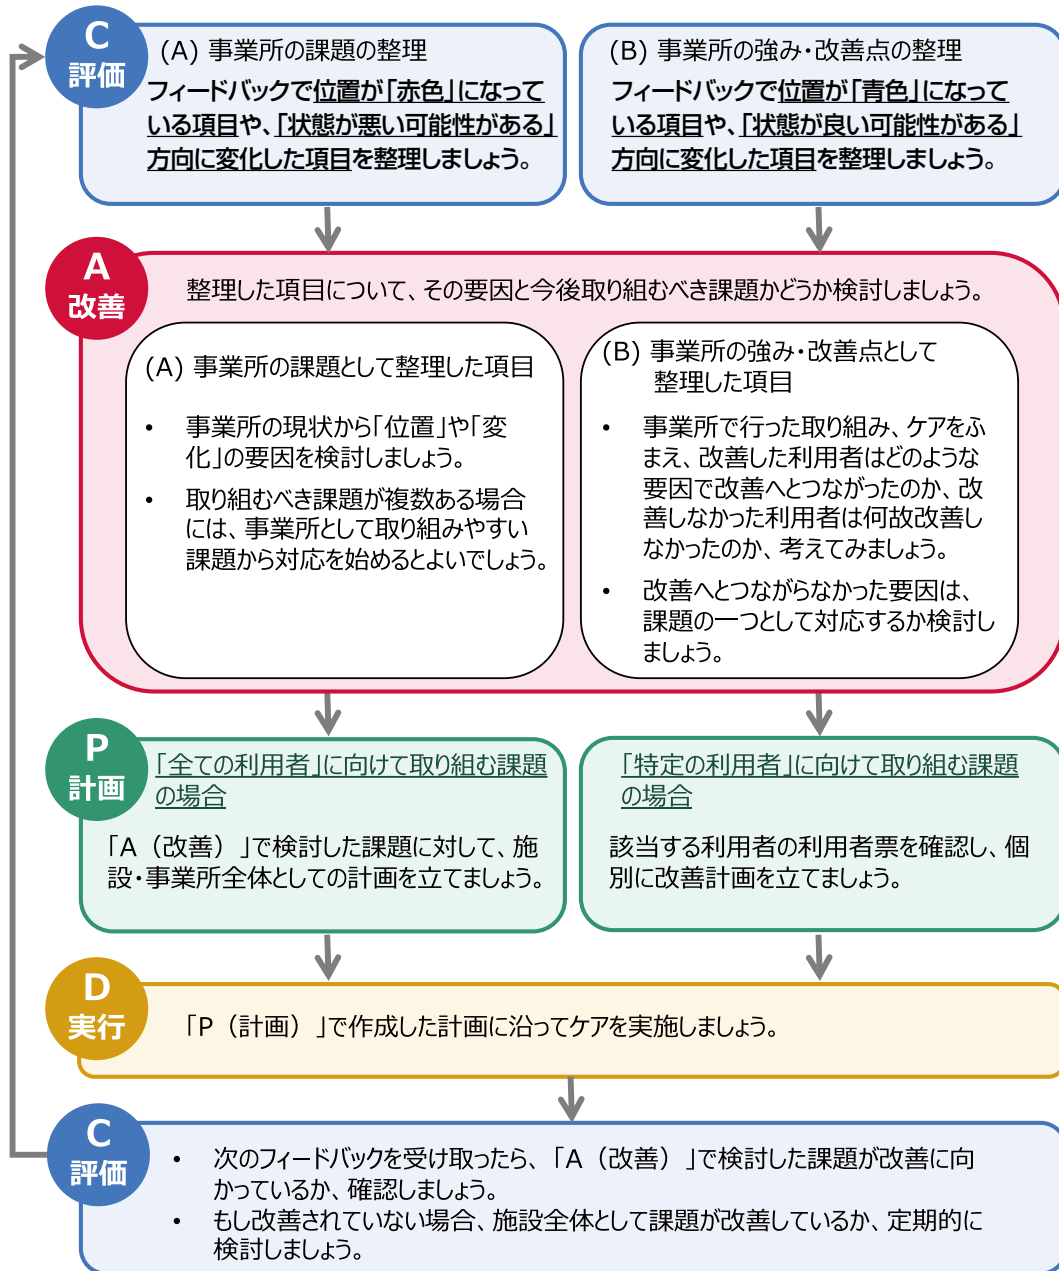 C
評価
(A) 事業所の課題の整理
フィードバックで位置が「赤色」になって
いる項目や、「状態が悪い可能性がある」
方向に変化した項目を整理しましょう。
(B) 事業所の強み・改善点の整理
フィードバックで位置が「青色」になって
いる項目や、「状態が良い可能性がある」
方向に変化した項目を整理しましょう。
A
改善
整理した項目について、その要因と今後取り組むべき課題かどうか検討しましょう。
(A) 事業所の課題として整理した項目
• 事業所の現状から「位置」や「変
化」の要因を検討しましょう。
• 取り組むべき課題が複数ある場合
には、事業所として取り組みやすい
課題から対応を始めるとよいでしょう。
(B) 事業所の強み・改善点として
整理した項目
• 事業所で行った取り組み、ケアをふ
まえ、改善した利用者はどのような
要因で改善へとつながったのか、改
善しなかった利用者は何故改善し
なかったのか、考えてみましょう。
• 改善へとつながらなかった要因は、
課題の一つとして対応するか検討し
ましょう。
P
計画
「全ての利用者」に向けて取り組む課題
の場合
「A（改善）」で検討した課題に対して、施
設・事業所全体としての計画を立てましょう。
「特定の利用者」に向けて取り組む課題
の場合
該当する利用者の利用者票を確認し、個
別に改善計画を立てましょう。
D
実行
「P（計画）」で作成した計画に沿ってケアを実施しましょう。
C
評価
• 次のフィードバックを受け取ったら、「A（改善）」で検討した課題が改善に向
かっているか、確認しましょう。
• もし改善されていない場合、施設全体として課題が改善しているか、定期的に
検討しましょう。